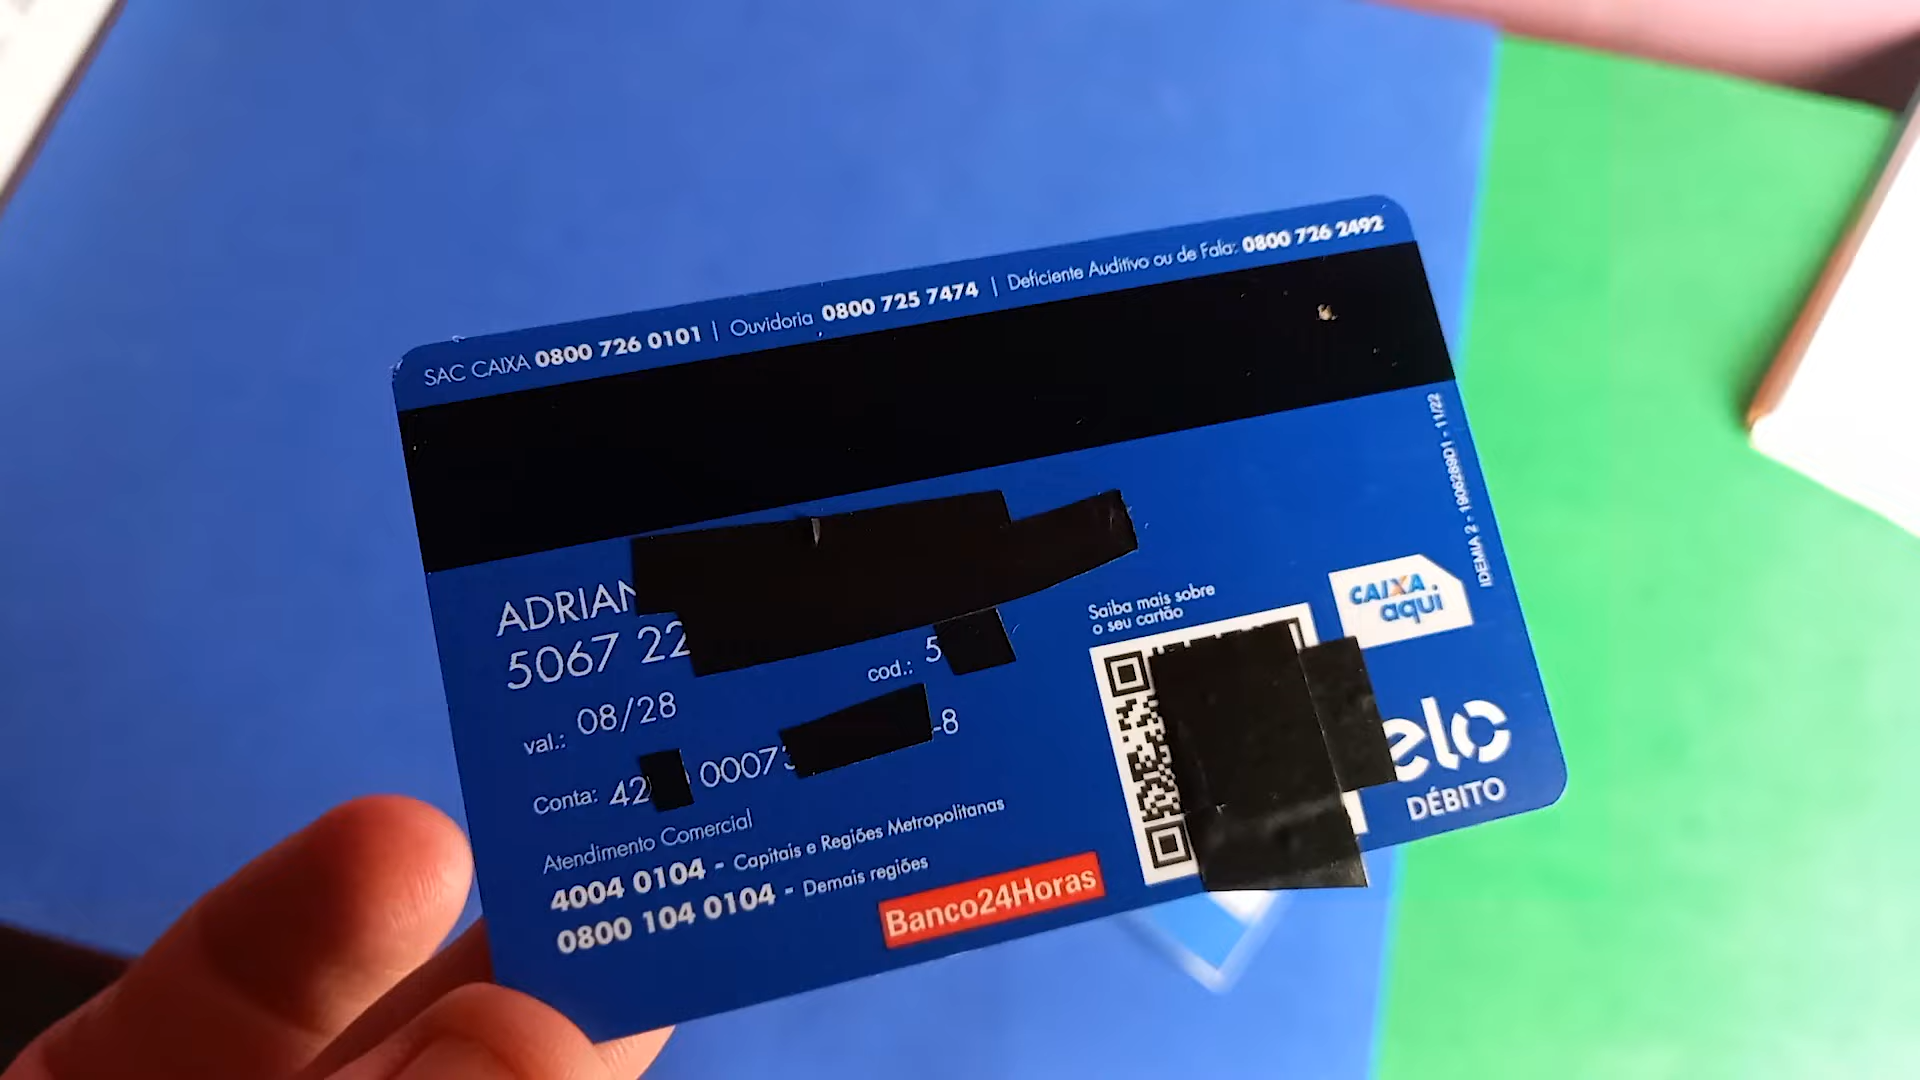 SAC CAIXA 0800 726 0101 | Ouvidoria 0800 725 7474 | Deficiente Auditivo ou de Fala: 0800 726 2492
IDEMIA 2 - 1906289D1 - 11/22
ADRIAN
5067 22
cod.: 5
val.: 08/28
Conta: 42 0007 -8
Atendimento Comercial
4004 0104 - Capitais e Regiões Metropolitanas
0800 104 0104 - Demais regiões
Banco24Horas
Saiba mais sobre
o seu cartão
CAIXA
aqui
elo
DÉBITO